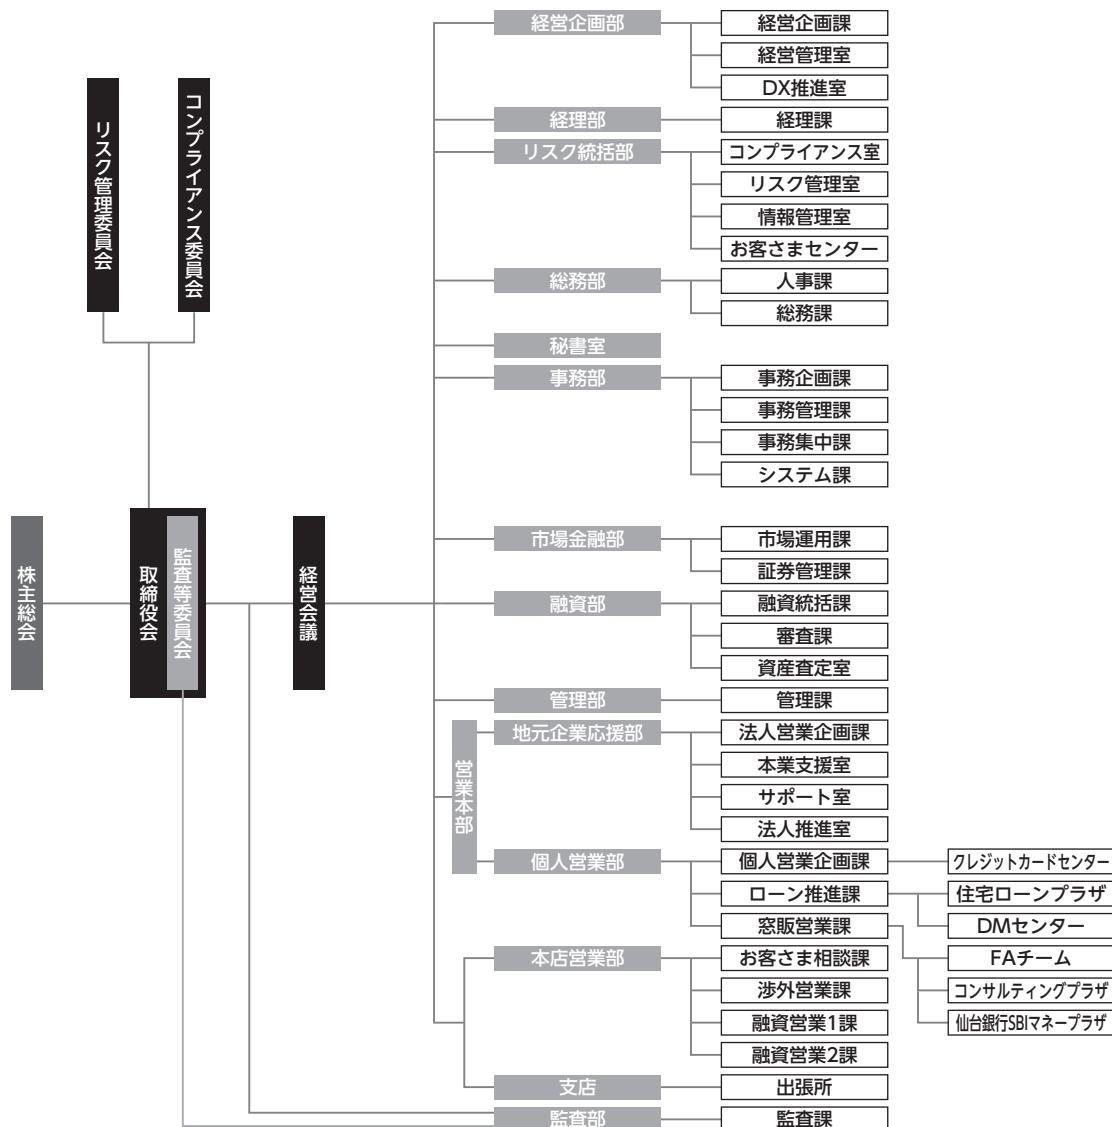 株主総会
取締役会
監査等委員会
リスク管理委員会
コンプライアンス委員会
経営会議
経営企画部
経営企画課
経営管理室
DX推進室
経理部
経理課
リスク統括部
コンプライアンス室
リスク管理室
情報管理室
お客さまセンター
総務部
人事課
総務課
秘書室
事務部
事務企画課
事務管理課
事務集中課
システム課
市場金融部
市場運用課
証券管理課
融資部
融資統括課
審査課
資産査定室
管理部
管理課
営業本部
地元企業応援部
法人営業企画課
本業支援室
サポート室
法人推進室
個人営業部
個人営業企画課
クレジットカードセンター
ローン推進課
住宅ローンプラザ
DMセンター
窓販営業課
FAチーム
コンサルティングプラザ
仙台銀行SBIマネープラザ
本店営業部
お客さま相談課
渉外営業課
融資営業1課
融資営業2課
支店
出張所
監査部
監査課